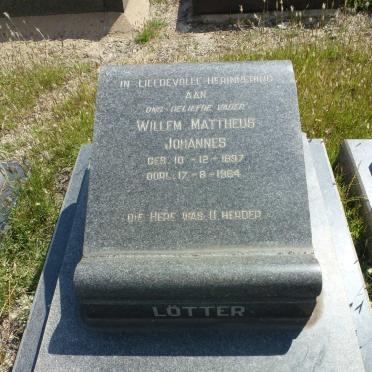 IN LIEFDEVOLLE HERINNERING
AAN
ONS GELIEFDE VADER
WILLEM MATTHEUS
JOHANNES
GEB. 10-12-1897
OORL. 17-8-1964
DIE HERE WAS U HERDER
LÖTTER